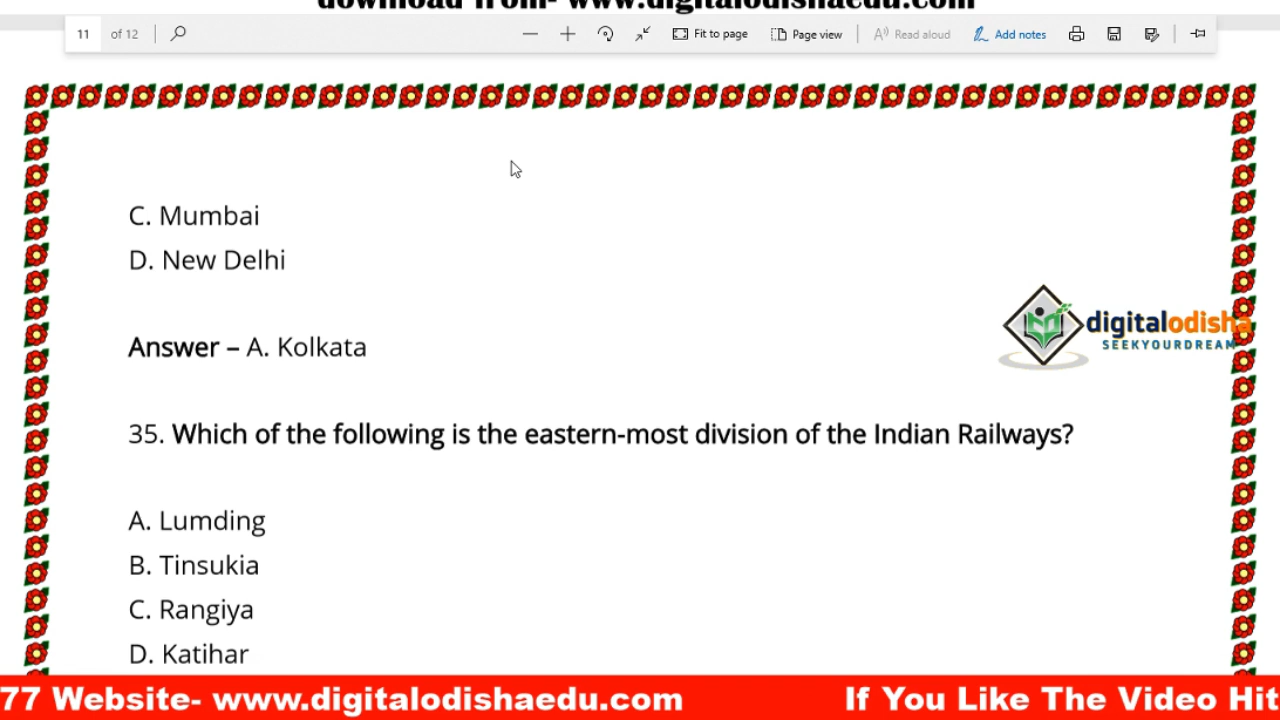 download from- www.digitalodishaedu.com
11 of 12 Fit to page Page view Read aloud Add notes
C. Mumbai
D. New Delhi
digitalodisha
SEEKYOURDREAM
Answer – A. Kolkata
35. Which of the following is the eastern-most division of the Indian Railways?
A. Lumding
B. Tinsukia
C. Rangiya
D. Katihar
77 Website- www.digitalodishaedu.com If You Like The Video Hit